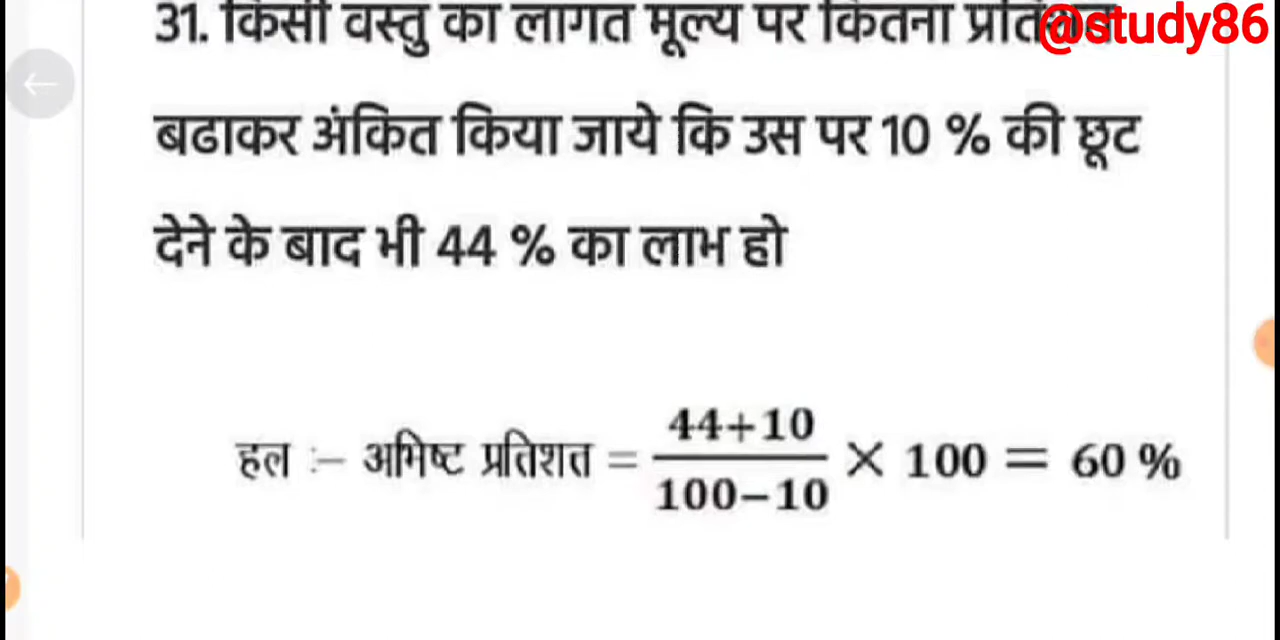 31. किसी वस्तु का लागत मूल्य पर कितना @study86
बढाकर अंकित किया जाये कि उस पर 10 % की छूट
देने के बाद भी 44 % का लाभ हो
हल :– अभिष्ट प्रतिशत = 44+10 / 100–10 × 100 = 60 %